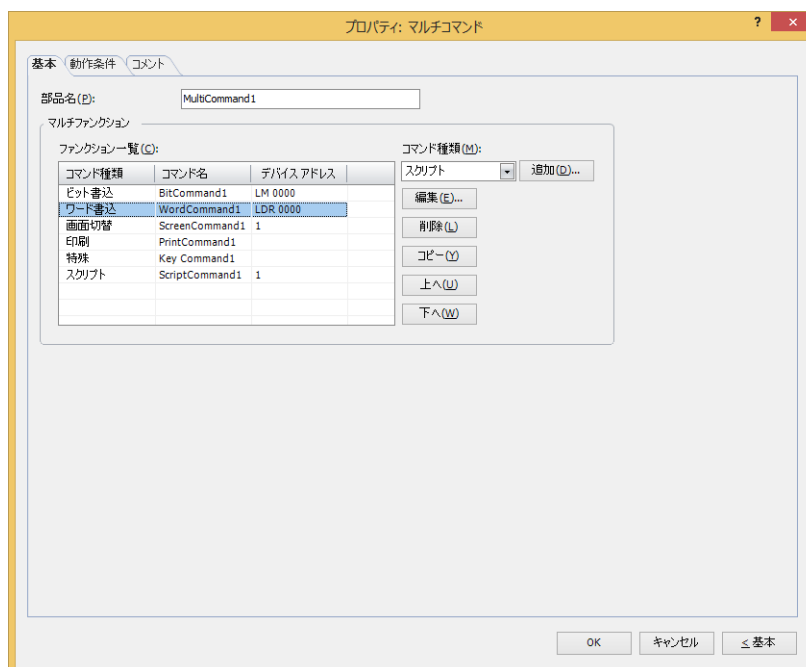 プロパティ: マルチコマンド
?
×
基本 動作条件 コメント
部品名(P): MultiCommand1
マルチファンクション
ファンクション一覧(C):
コマンド種類(M):
コマンド種類 コマンド名 デバイス アドレス
スクリプト 追加(D)...
ビット書込 BitCommand1 LM 0000
ワード書込 WordCommand1 LDR 0000
画面切替 ScreenCommand1 1
印刷 PrintCommand1
特殊 Key Command1
スクリプト ScriptCommand1 1
編集(E)...
削除(L)
コピー(Y)
上へ(U)
下へ(W)
OK キャンセル < 基本